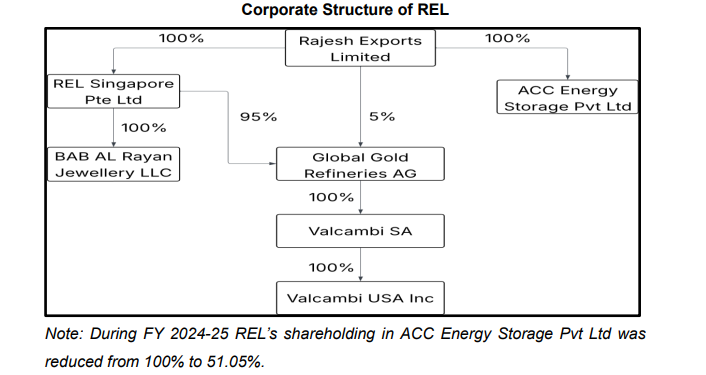 Corporate Structure of REL
100%
Rajesh Exports
Limited
100%
REL Singapore
Pte Ltd
ACC Energy
Storage Pvt Ltd
95%
5%
100%
BAB AL Rayan
Jewellery LLC
Global Gold
Refineries AG
100%
Valcambi SA
100%
Valcambi USA Inc
Note: During FY 2024-25 REL's shareholding in ACC Energy Storage Pvt Ltd was
reduced from 100% to 51.05%.